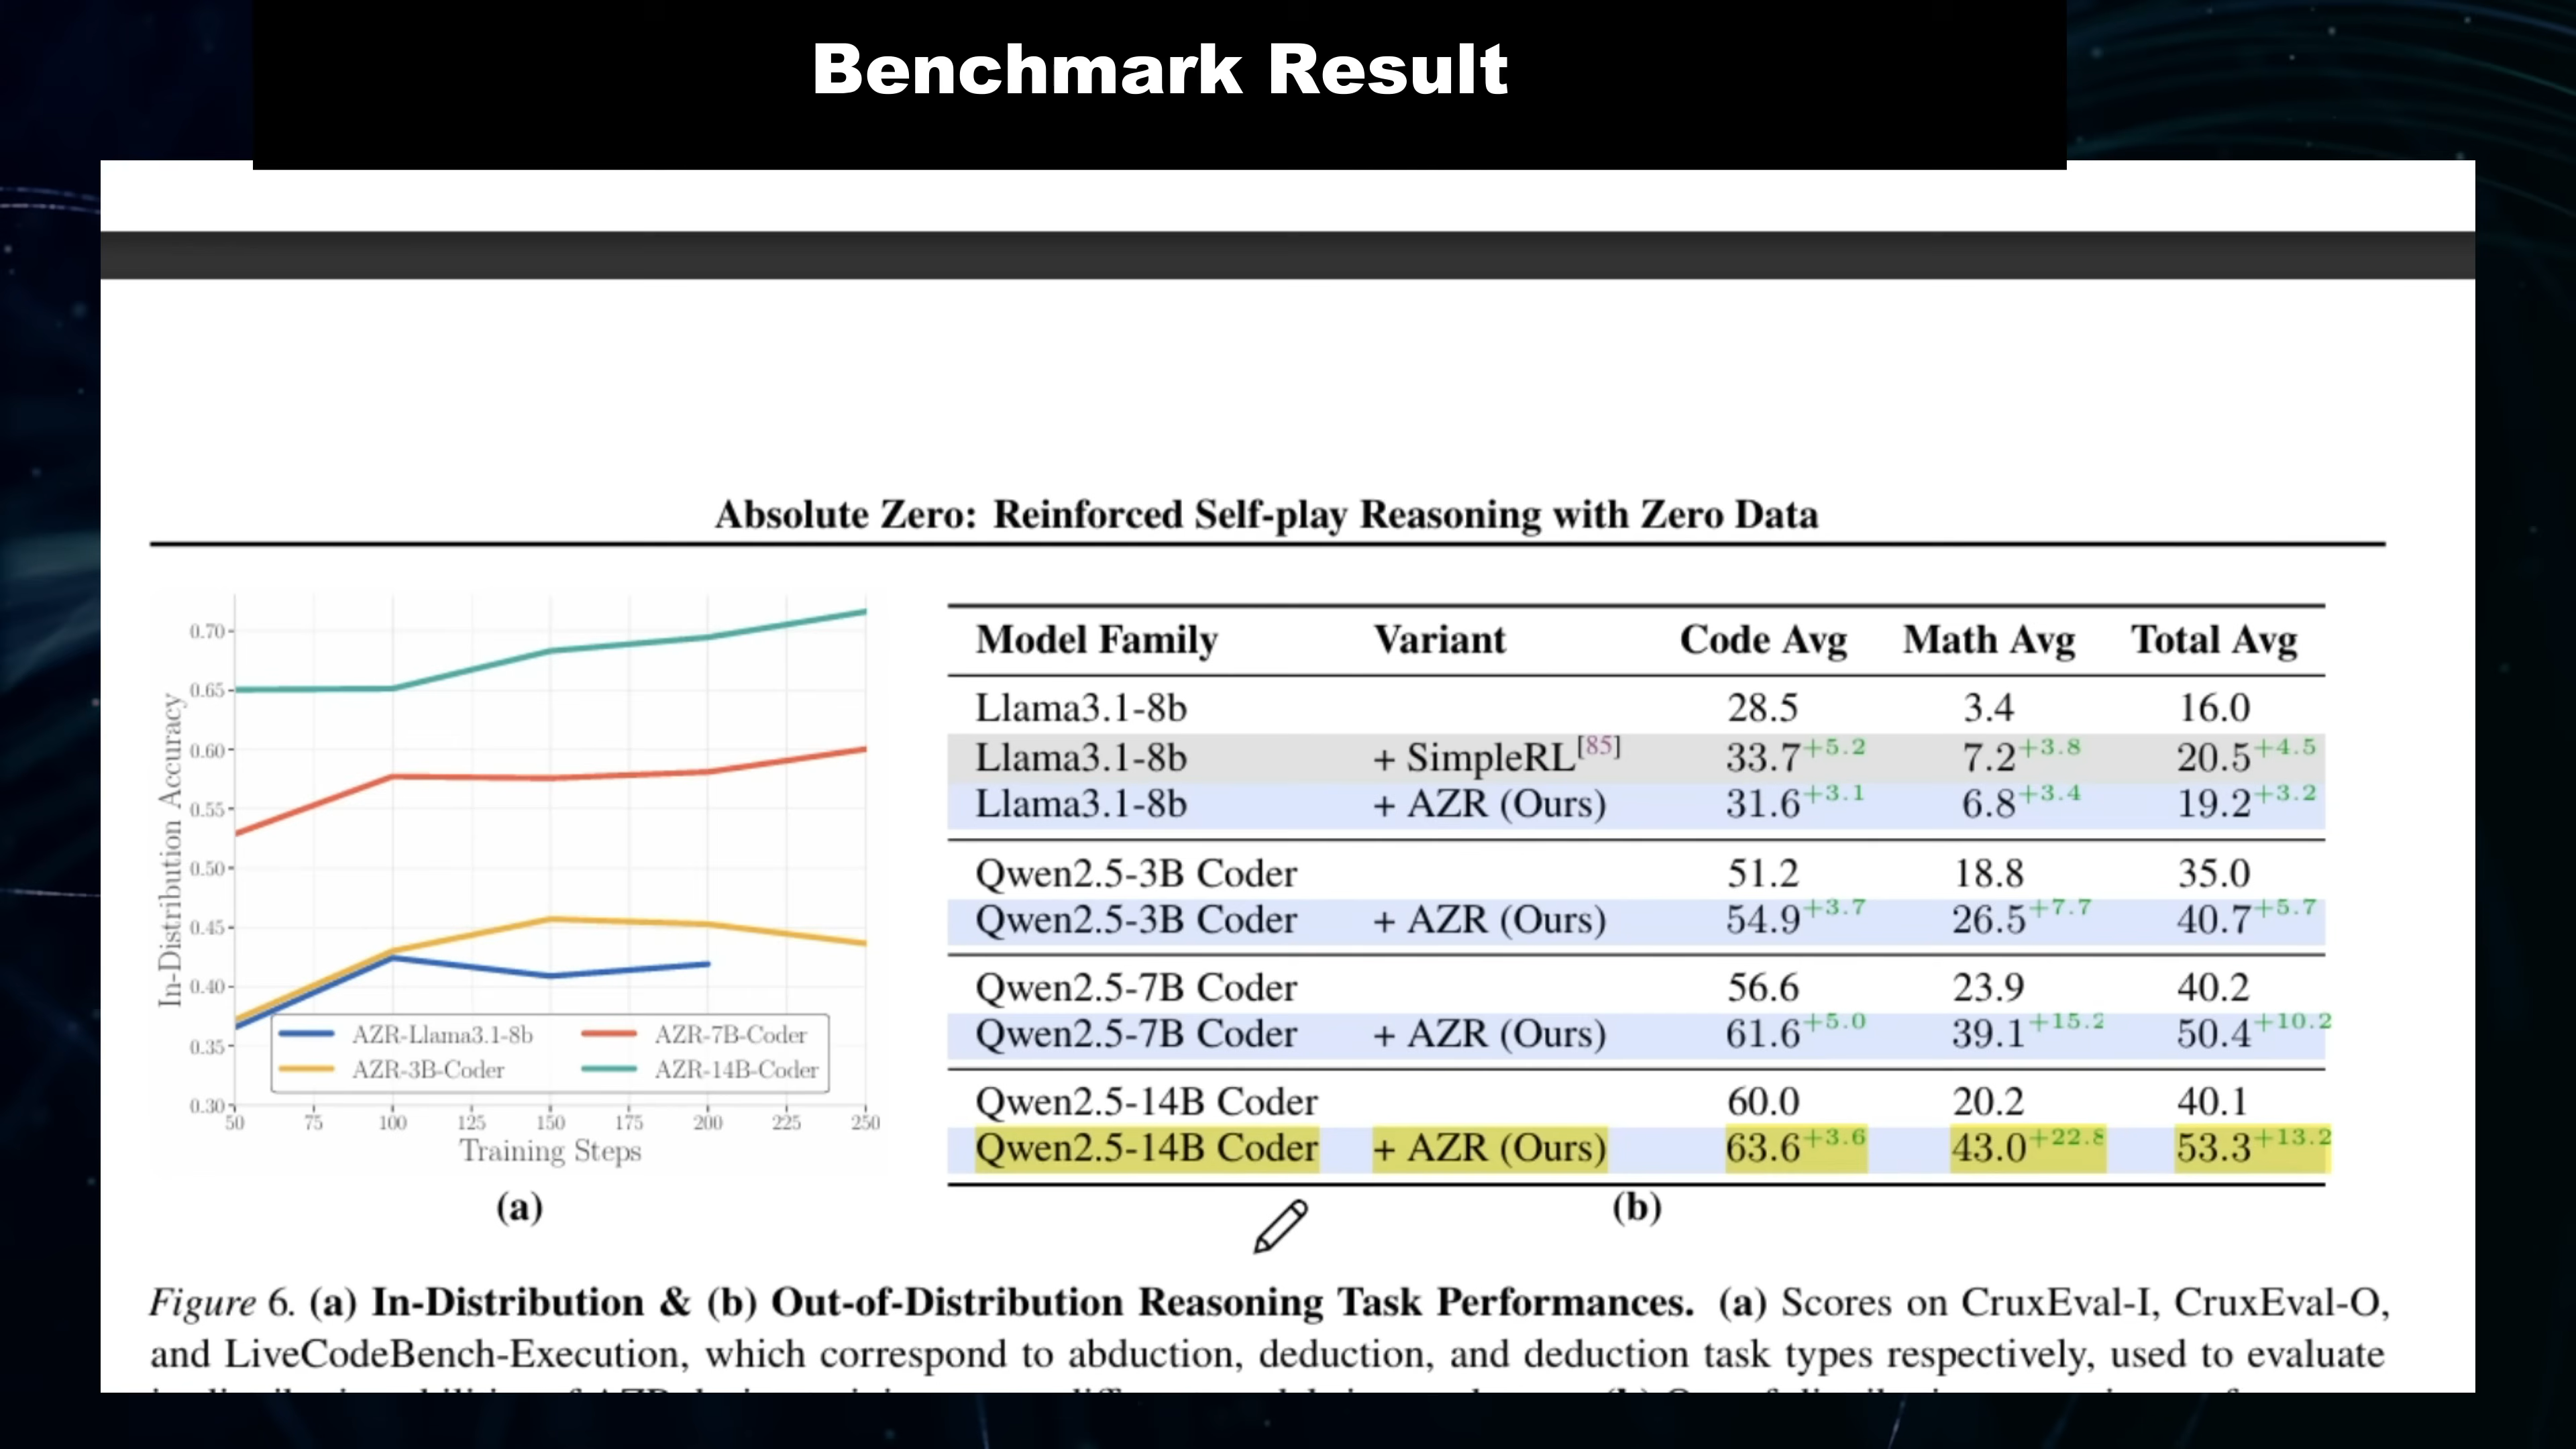 Benchmark Result
Absolute Zero: Reinforced Self-play Reasoning with Zero Data
In-Distribution Accuracy
0.70
0.65
0.60
0.55
0.50
0.45
0.40
0.35
0.30
50 75 100 125 150 175 200 225 250
Training Steps
AZR-Llama3.1-8b AZR-7B-Coder
AZR-3B-Coder AZR-14B-Coder
(a)
Model Family Variant Code Avg Math Avg Total Avg
Llama3.1-8b 28.5 3.4 16.0
Llama3.1-8b + SimpleRL[85] 33.7+5.2 7.2+3.8 20.5+4.5
Llama3.1-8b + AZR (Ours) 31.6+3.1 6.8+3.4 19.2+3.2
Qwen2.5-3B Coder 51.2 18.8 35.0
Qwen2.5-3B Coder + AZR (Ours) 54.9+3.7 26.5+7.7 40.7+5.7
Qwen2.5-7B Coder 56.6 23.9 40.2
Qwen2.5-7B Coder + AZR (Ours) 61.6+5.0 39.1+15.2 50.4+10.2
Qwen2.5-14B Coder 60.0 20.2 40.1
Qwen2.5-14B Coder + AZR (Ours) 63.6+3.6 43.0+22.8 53.3+13.2
(b)
Figure 6. (a) In-Distribution & (b) Out-of-Distribution Reasoning Task Performances. (a) Scores on CruxEval-I, CruxEval-O,
and LiveCodeBench-Execution, which correspond to abduction, deduction, and deduction task types respectively, used to evaluate